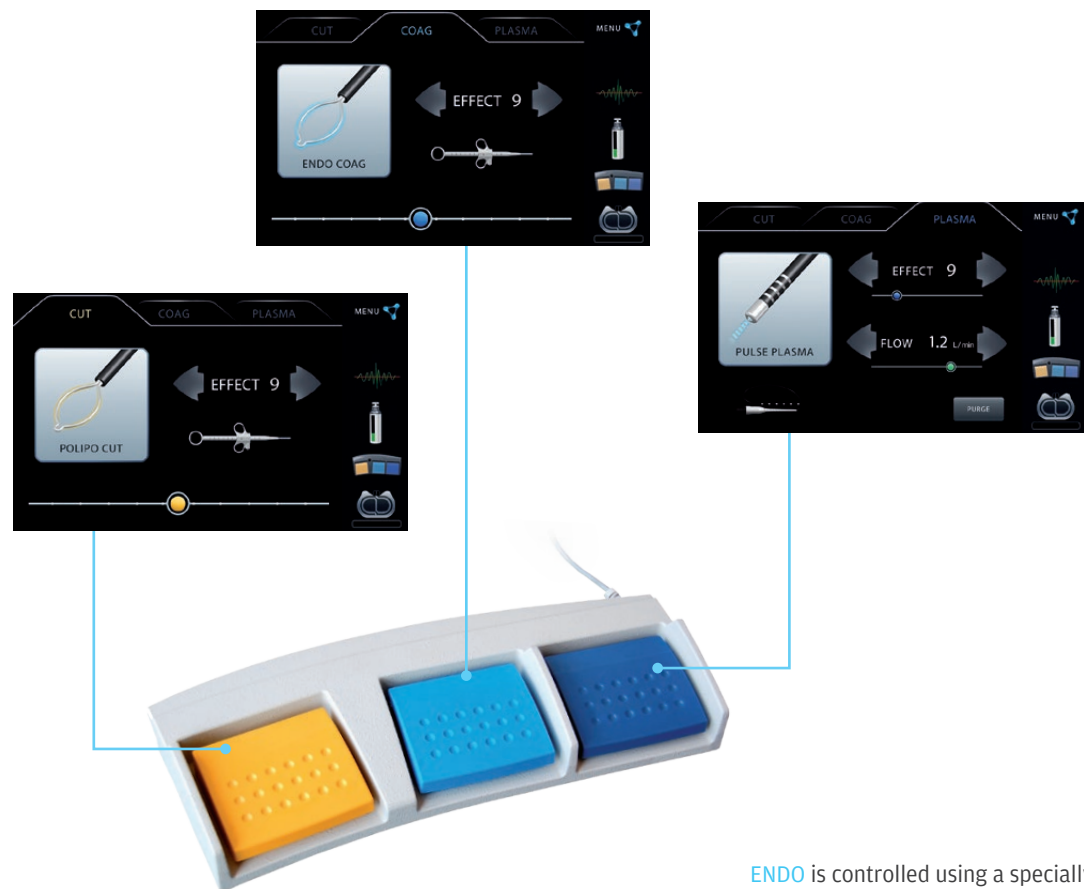 CUT COAG PLASMA MENU
EFFECT 9
ENDO COAG
CUT COAG PLASMA MENU
EFFECT 9
FLOW 1.2 L/min
PULSE PLASMA
PURGE
CUT COAG PLASMA MENU
EFFECT 9
POLIPO CUT
ENDO is controlled using a speciall